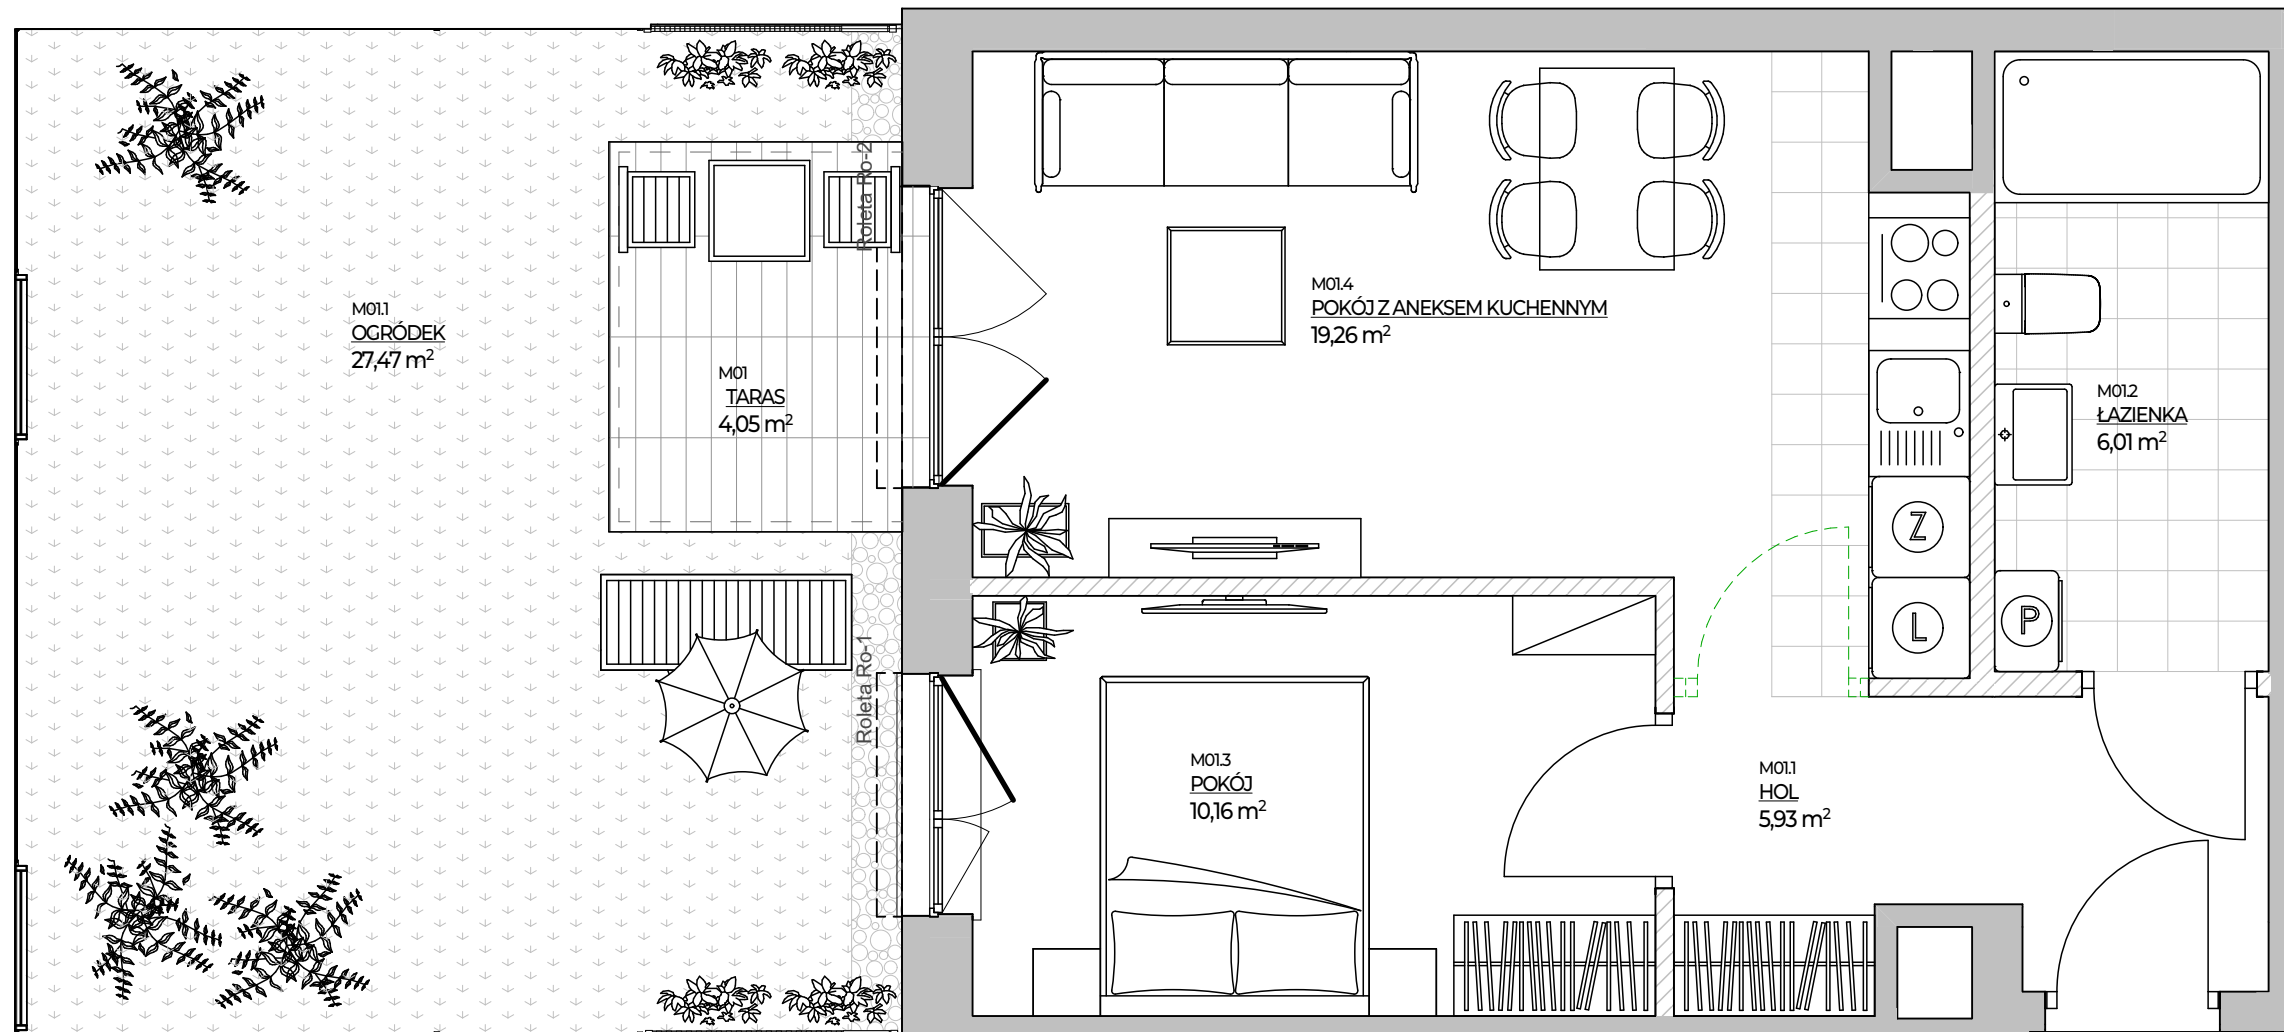 Roleta Ro-2
M01.4
POKÓJ Z ANEKSEM KUCHENNYM
19,26 m²
M01.1
OGRÓDEK
27,47 m²
M01
TARAS
4,05 m²
M01.2
ŁAZIENKA
6,01 m²
Z
L
P
Roleta Ro-1
M01.3
POKÓJ
10,16 m²
M01.1
HOL
5,93 m²